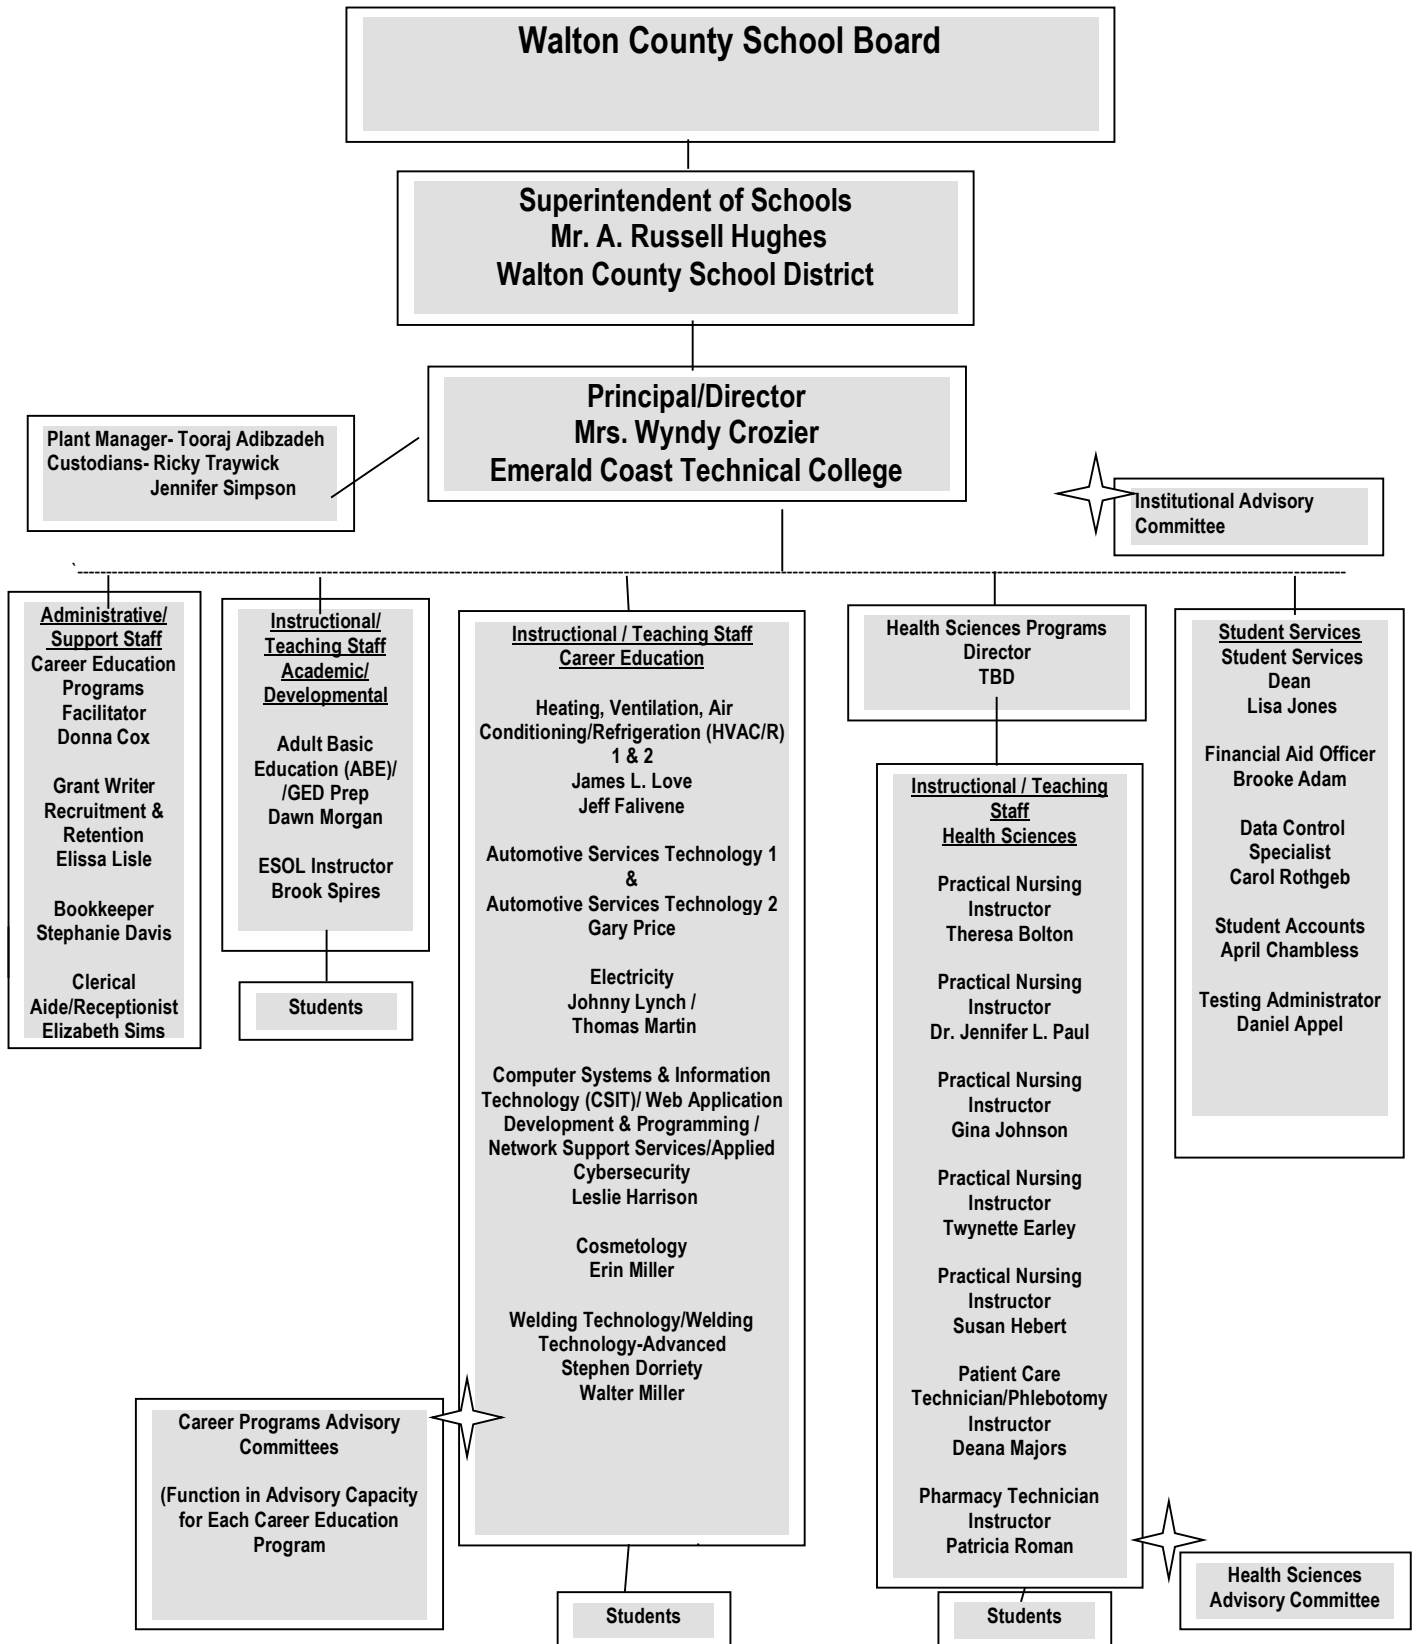 Walton County School Board
Superintendent of Schools
Mr. A. Russell Hughes
Walton County School District
Principal/Director
Mrs. Wyndy Crozier
Emerald Coast Technical College
Plant Manager- Tooraj Adibzadeh
Custodians- Ricky Traywick
Jennifer Simpson
Institutional Advisory
Committee
Administrative/
Support Staff
Career Education
Programs
Facilitator
Donna Cox
Grant Writer
Recruitment &
Retention
Elissa Lisle
Bookkeeper
Stephanie Davis
Clerical
Aide/Receptionist
Elizabeth Sims
Instructional/
Teaching Staff
Academic/
Developmental
Adult Basic
Education (ABE)/
/GED Prep
Dawn Morgan
ESOL Instructor
Brook Spires
Students
Instructional / Teaching Staff
Career Education
Heating, Ventilation, Air
Conditioning/Refrigeration (HVAC/R)
1 & 2
James L. Love
Jeff Falivene
Automotive Services Technology 1
&
Automotive Services Technology 2
Gary Price
Electricity
Johnny Lynch /
Thomas Martin
Computer Systems & Information
Technology (CSIT)/ Web Application
Development & Programming /
Network Support Services/Applied
Cybersecurity
Leslie Harrison
Cosmetology
Erin Miller
Welding Technology/Welding
Technology-Advanced
Stephen Dorriety
Walter Miller
Career Programs Advisory
Committees
(Function in Advisory Capacity
for Each Career Education
Program
Students
Health Sciences Programs
Director
TBD
Instructional / Teaching
Staff
Health Sciences
Practical Nursing
Instructor
Theresa Bolton
Practical Nursing
Instructor
Dr. Jennifer L. Paul
Practical Nursing
Instructor
Gina Johnson
Practical Nursing
Instructor
Twynette Earley
Practical Nursing
Instructor
Susan Hebert
Patient Care
Technician/Phlebotomy
Instructor
Deana Majors
Pharmacy Technician
Instructor
Patricia Roman
Students
Student Services
Student Services
Dean
Lisa Jones
Financial Aid Officer
Brooke Adam
Data Control
Specialist
Carol Rothgeb
Student Accounts
April Chambless
Testing Administrator
Daniel Appel
Health Sciences
Advisory Committee